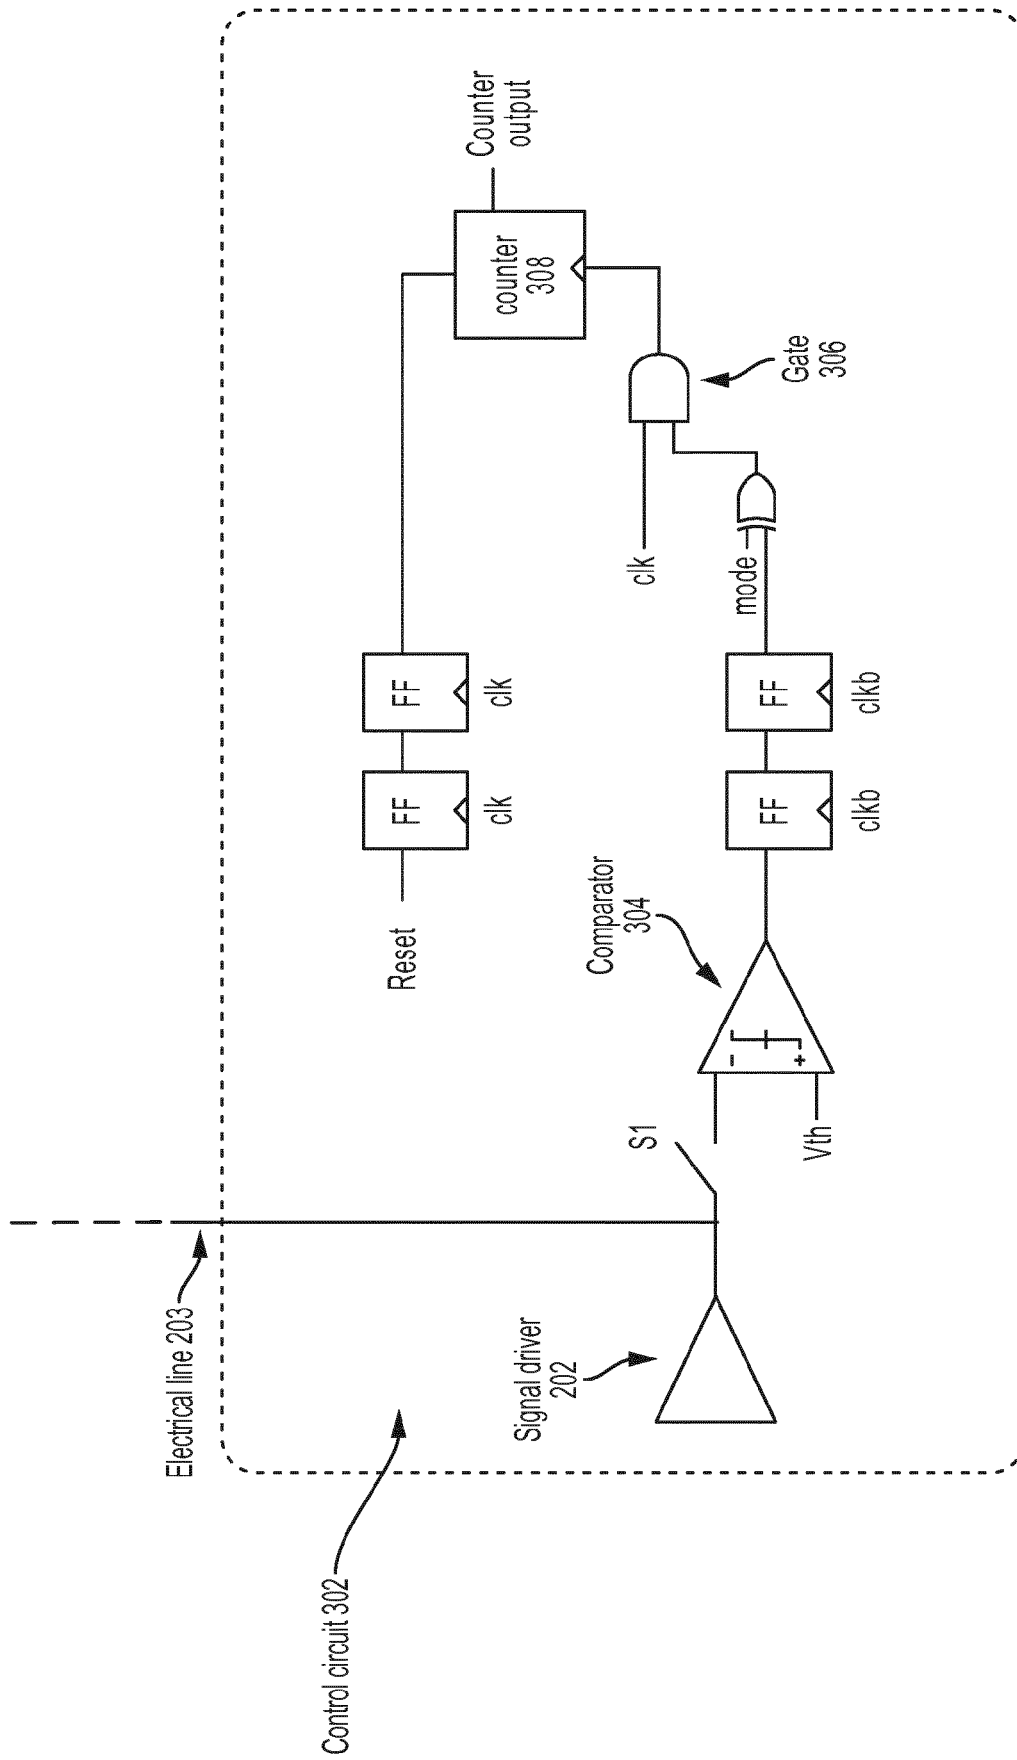 Control circuit 302
Electrical line 203
Signal driver
202
S1
Vth
-
+
Comparator
304
Reset
FF
clk
FF
clk
FF
clkb
FF
clkb
mode
clk
Gate
306
counter
308
Counter
output